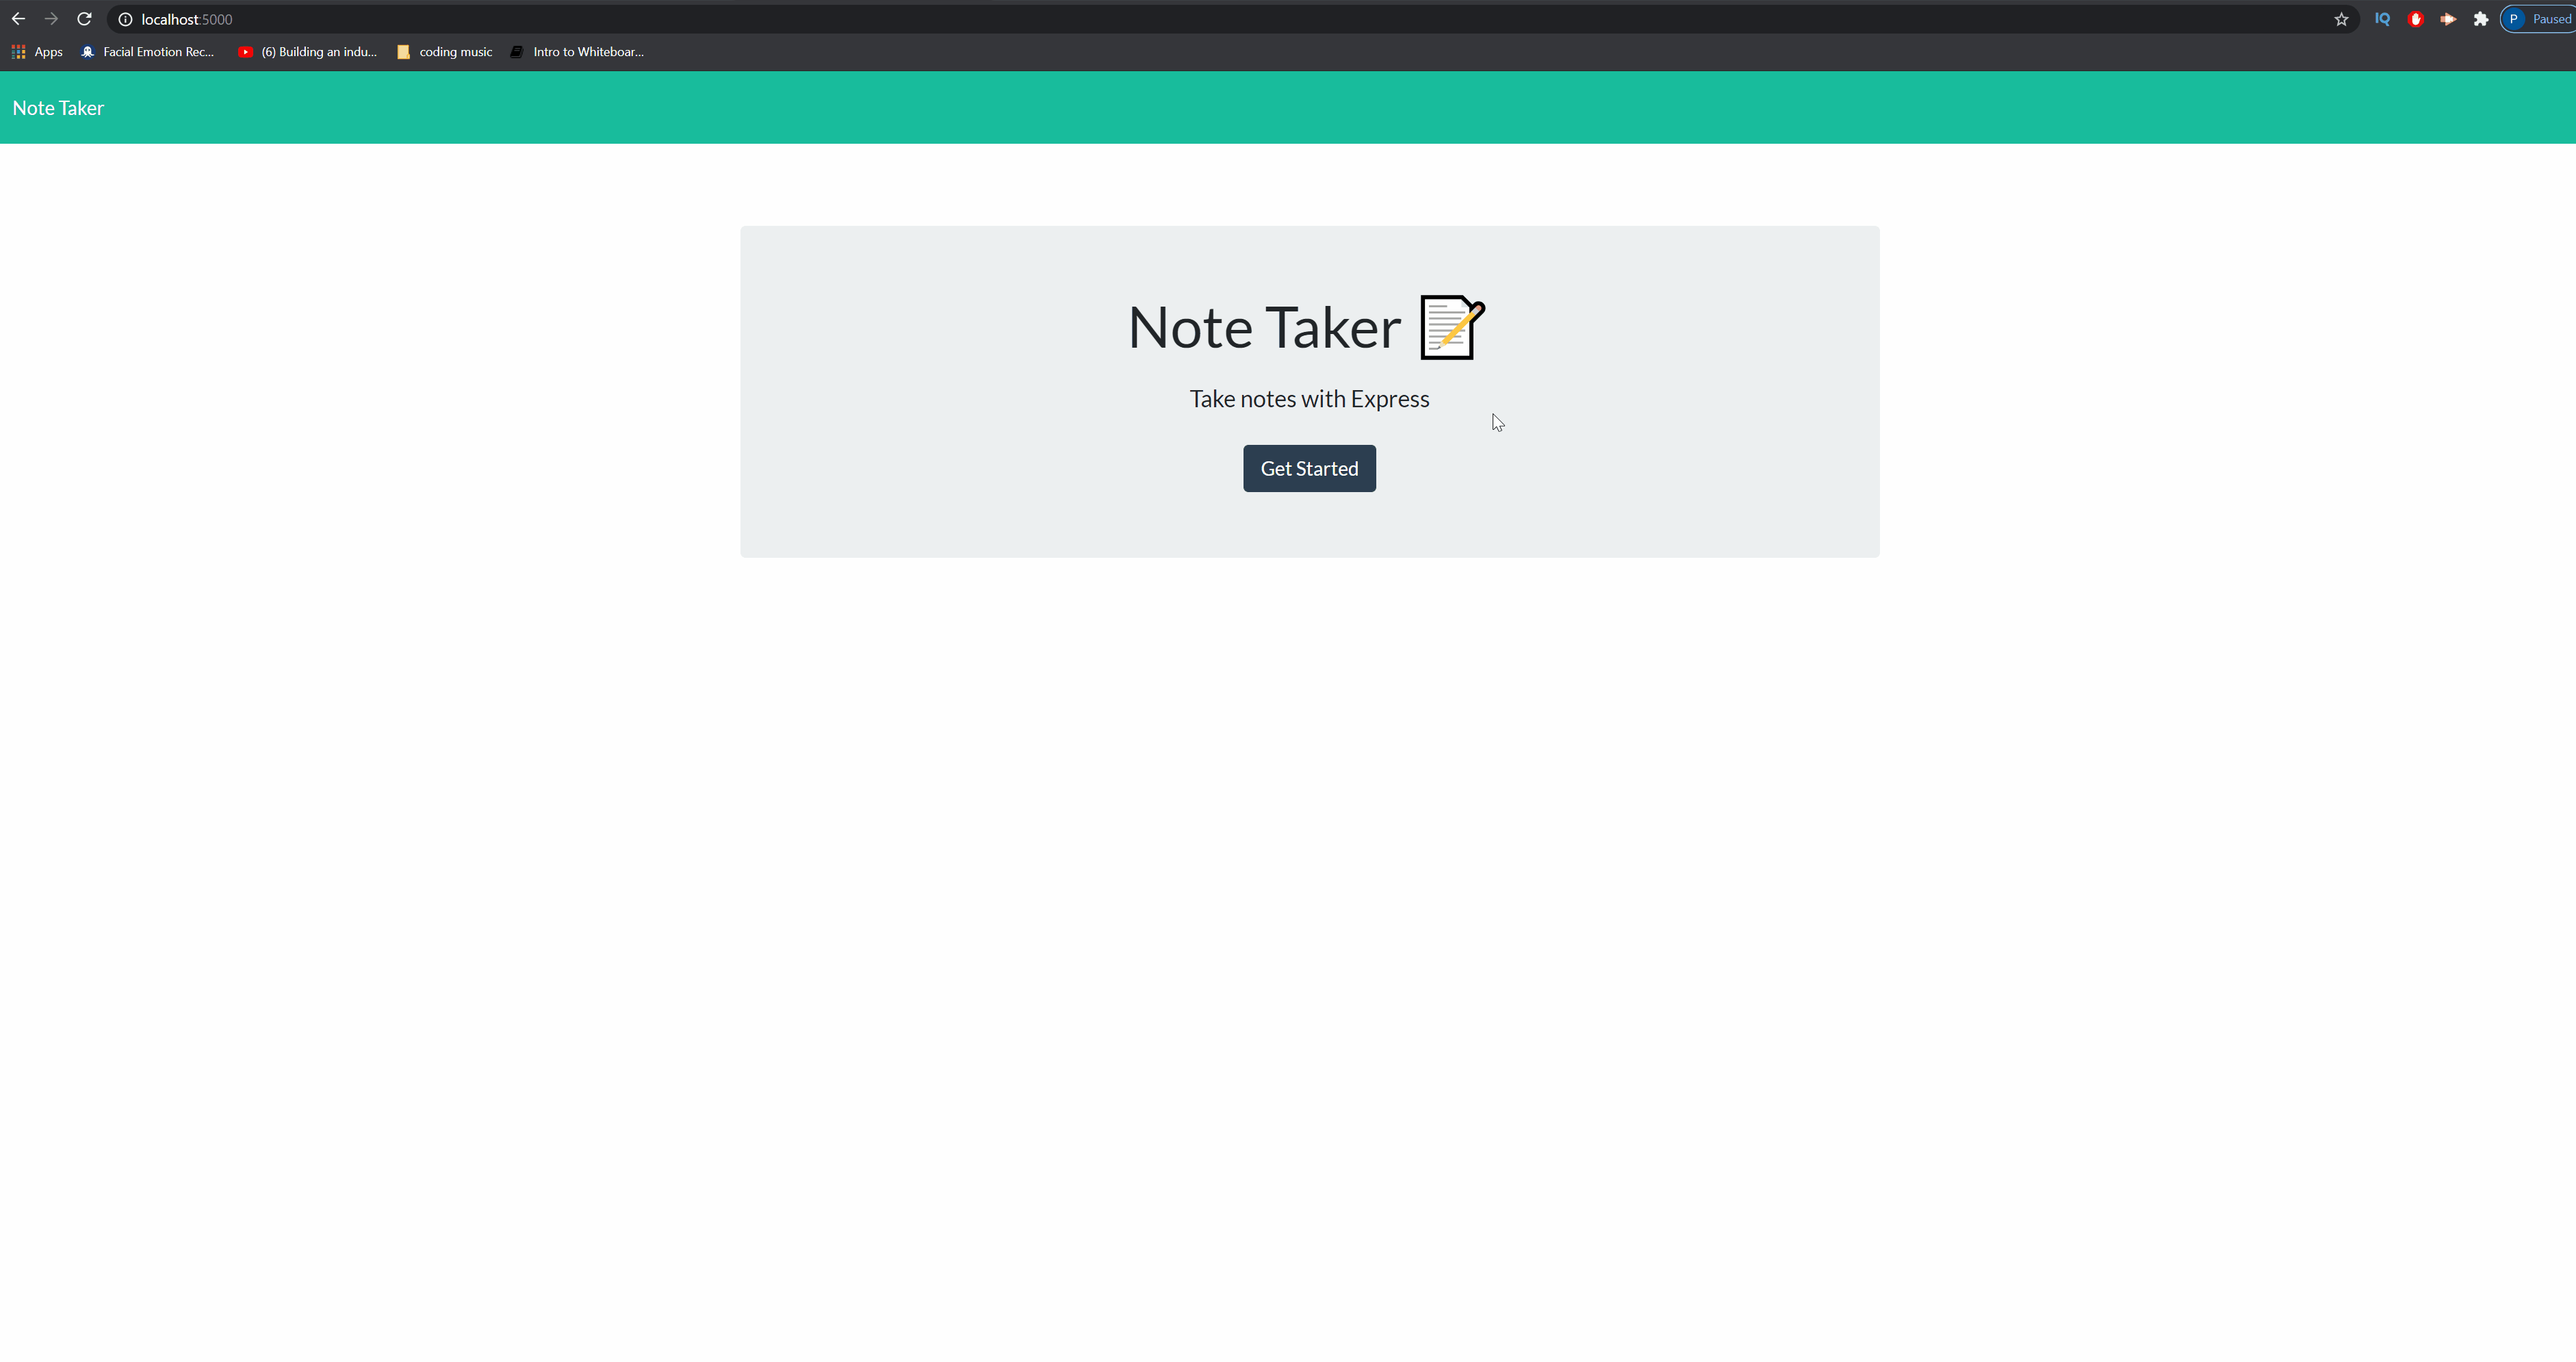 localhost:5000
IQ
P Paused
Apps
Facial Emotion Rec...
(6) Building an indu...
coding music
Intro to Whiteboar...
Note Taker
Note Taker
Take notes with Express
Get Started